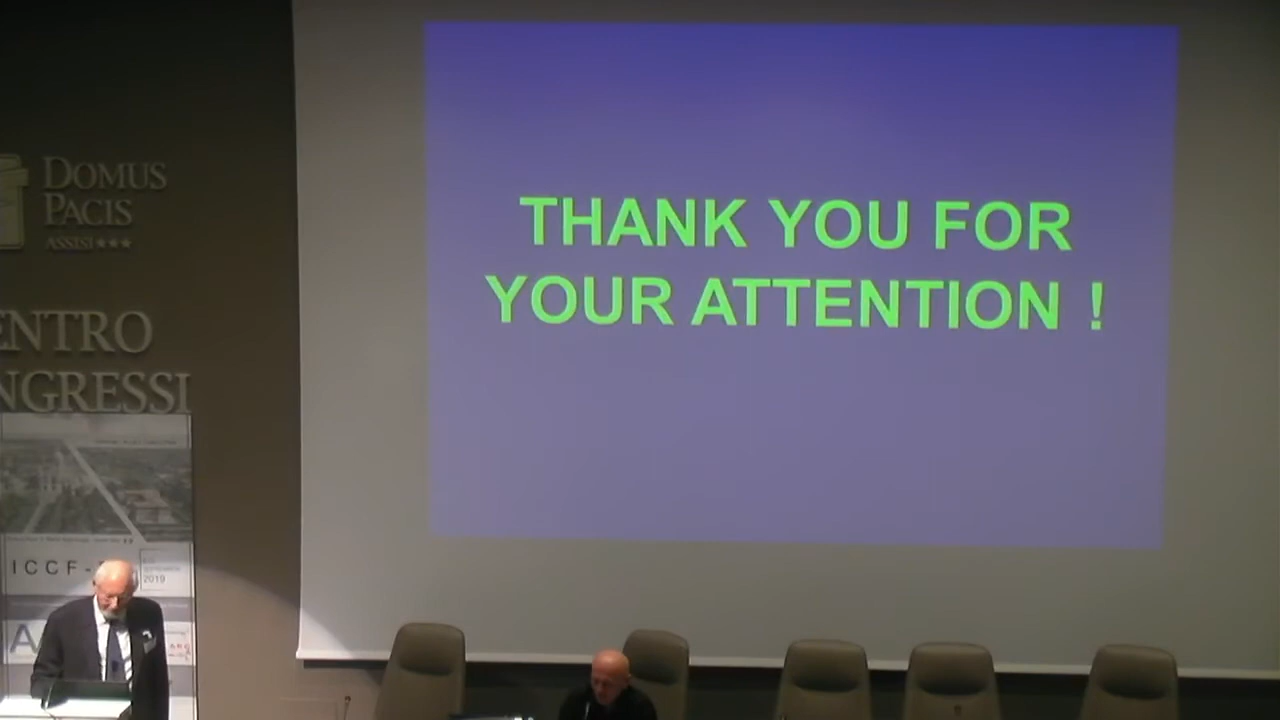 DOMUS
PACIS
ASSISI★★★
ENTRO
NGRESSI
THANK YOU FOR
YOUR ATTENTION !
ICCF-
2019
A